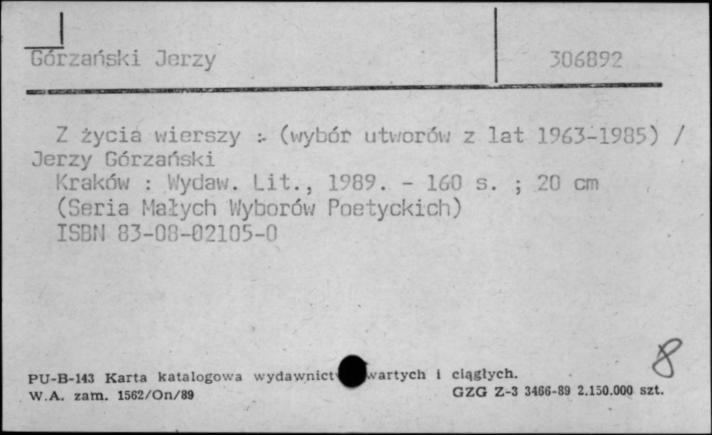 Górzański Jerzy 306892
Z życia wierszy : (wybór utworów z lat 1963-1985) /
Jerzy Górzański
Kraków : Wydaw. Lit., 1989. - 160 s. ; 20 cm
(Seria Małych Wyborów Poetyckich)
ISBN 83-08-02105-0
8
PU-B-143 Karta katalogowa wydawnict wartych i ciągłych.
W.A. zam. 1562/On/89 GZG Z-3 3466-89 2.150.000 szt.